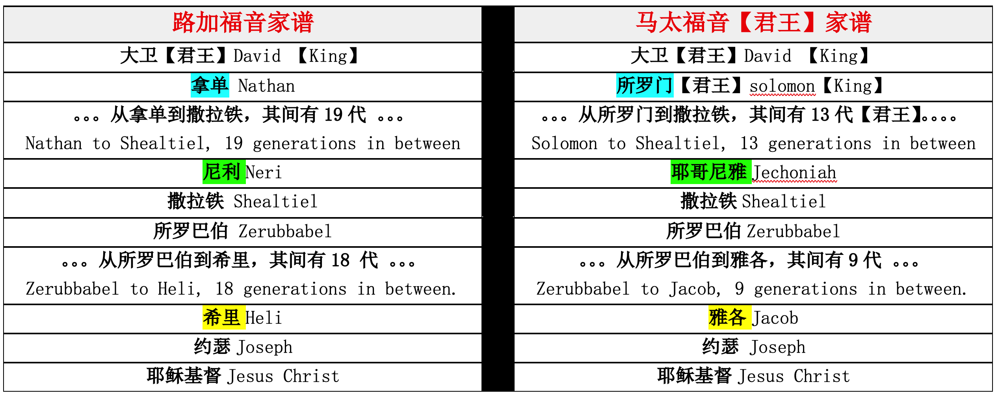 路加福音家谱
马太福音【君王】家谱
大卫【君王】David 【King】
大卫【君王】David 【King】
拿单 Nathan
所罗门【君王】solomon【King】
。。。从拿单到撒拉铁，其间有 19 代 。。。
Nathan to Shealtiel, 19 generations in between
。。。从所罗门到撒拉铁，其间有 13 代【君王】。。。。
Solomon to Shealtiel, 13 generations in between
尼利 Neri
耶哥尼雅 Jechoniah
撒拉铁 Shealtiel
撒拉铁 Shealtiel
所罗巴伯 Zerubbabel
所罗巴伯 Zerubbabel
。。。从所罗巴伯到希里，其间有 18 代 。。。
Zerubbabel to Heli, 18 generations in between.
。。。从所罗巴伯到雅各，其间有 9 代 。。。
Zerubbabel to Jacob, 9 generations in between.
希里 Heli
雅各 Jacob
约瑟 Joseph
约瑟 Joseph
耶稣基督 Jesus Christ
耶稣基督 Jesus Christ